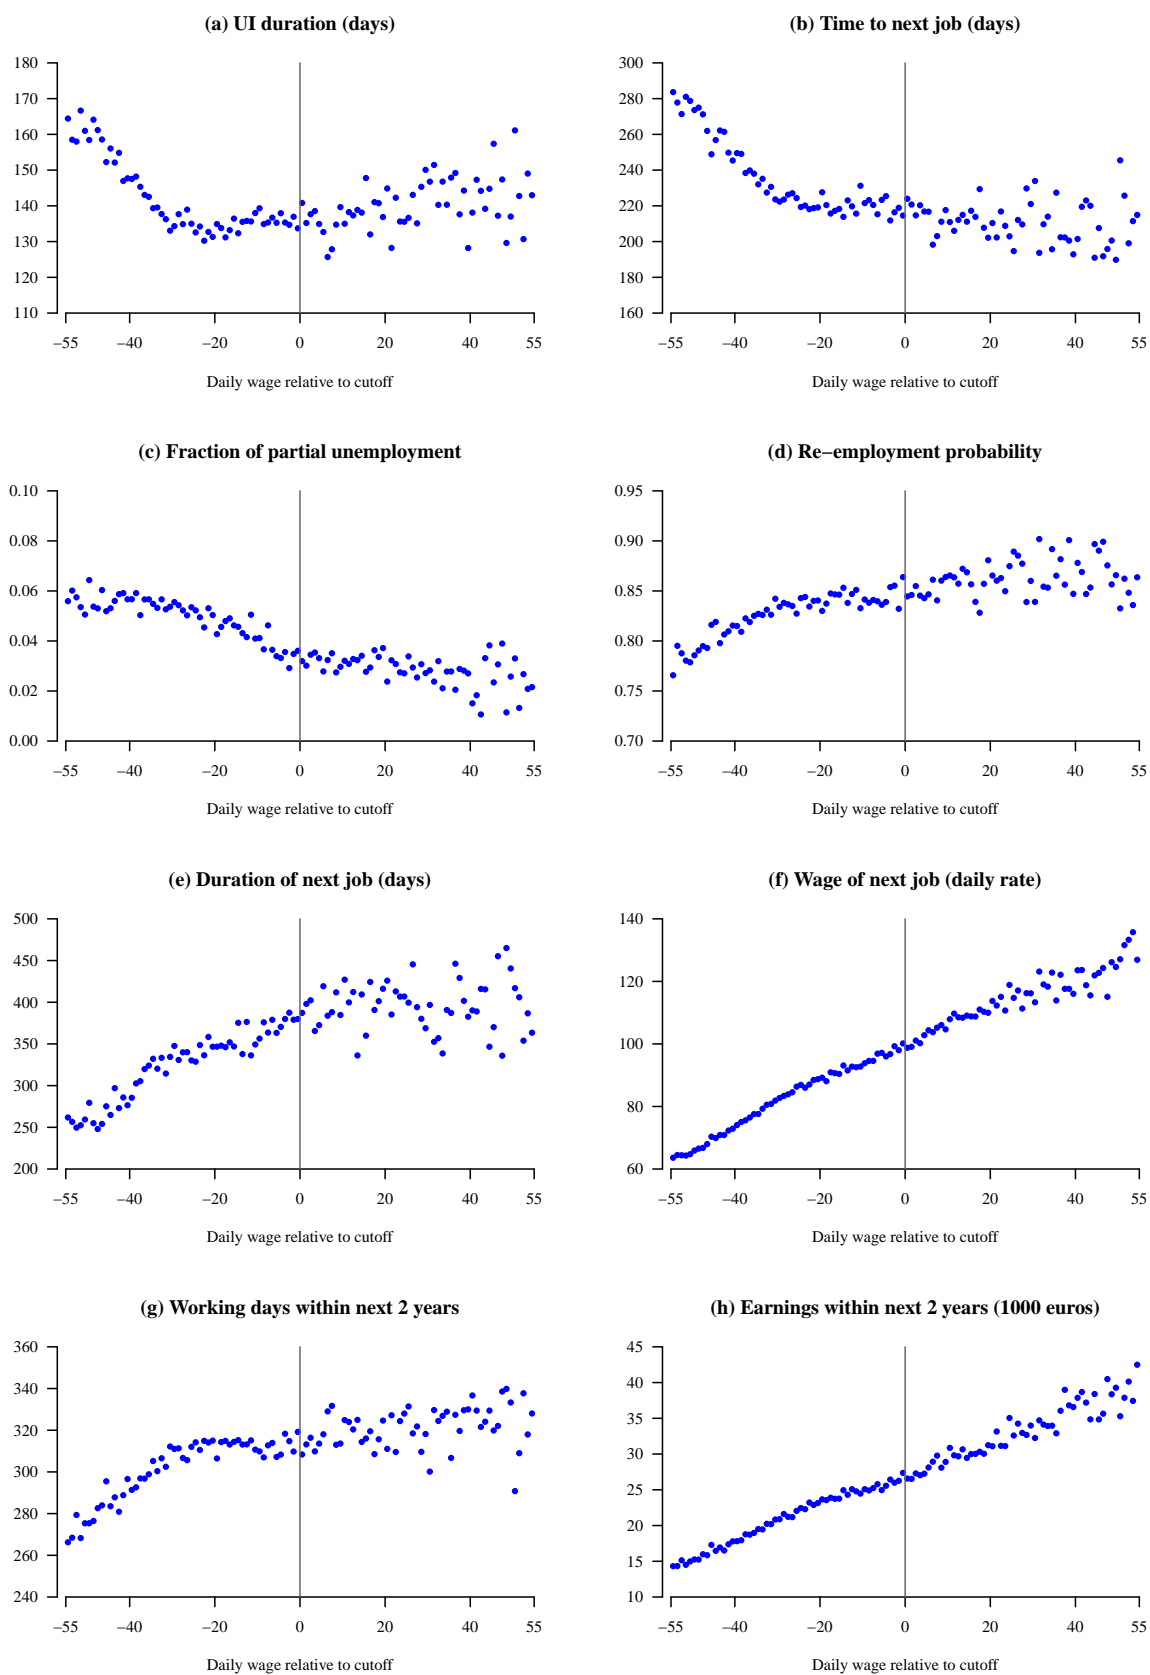 (a) UI duration (days)
180
170
160
150
140
130
120
110
−55 −40 −20 0 20 40 55
Daily wage relative to cutoff
(b) Time to next job (days)
300
280
260
240
220
200
180
160
−55 −40 −20 0 20 40 55
Daily wage relative to cutoff
(c) Fraction of partial unemployment
0.10
0.08
0.06
0.04
0.02
0.00
−55 −40 −20 0 20 40 55
Daily wage relative to cutoff
(d) Re−employment probability
0.95
0.90
0.85
0.80
0.75
0.70
−55 −40 −20 0 20 40 55
Daily wage relative to cutoff
(e) Duration of next job (days)
500
450
400
350
300
250
200
−55 −40 −20 0 20 40 55
Daily wage relative to cutoff
(f) Wage of next job (daily rate)
140
120
100
80
60
−55 −40 −20 0 20 40 55
Daily wage relative to cutoff
(g) Working days within next 2 years
360
340
320
300
280
260
240
−55 −40 −20 0 20 40 55
Daily wage relative to cutoff
(h) Earnings within next 2 years (1000 euros)
45
40
35
30
25
20
15
10
−55 −40 −20 0 20 40 55
Daily wage relative to cutoff